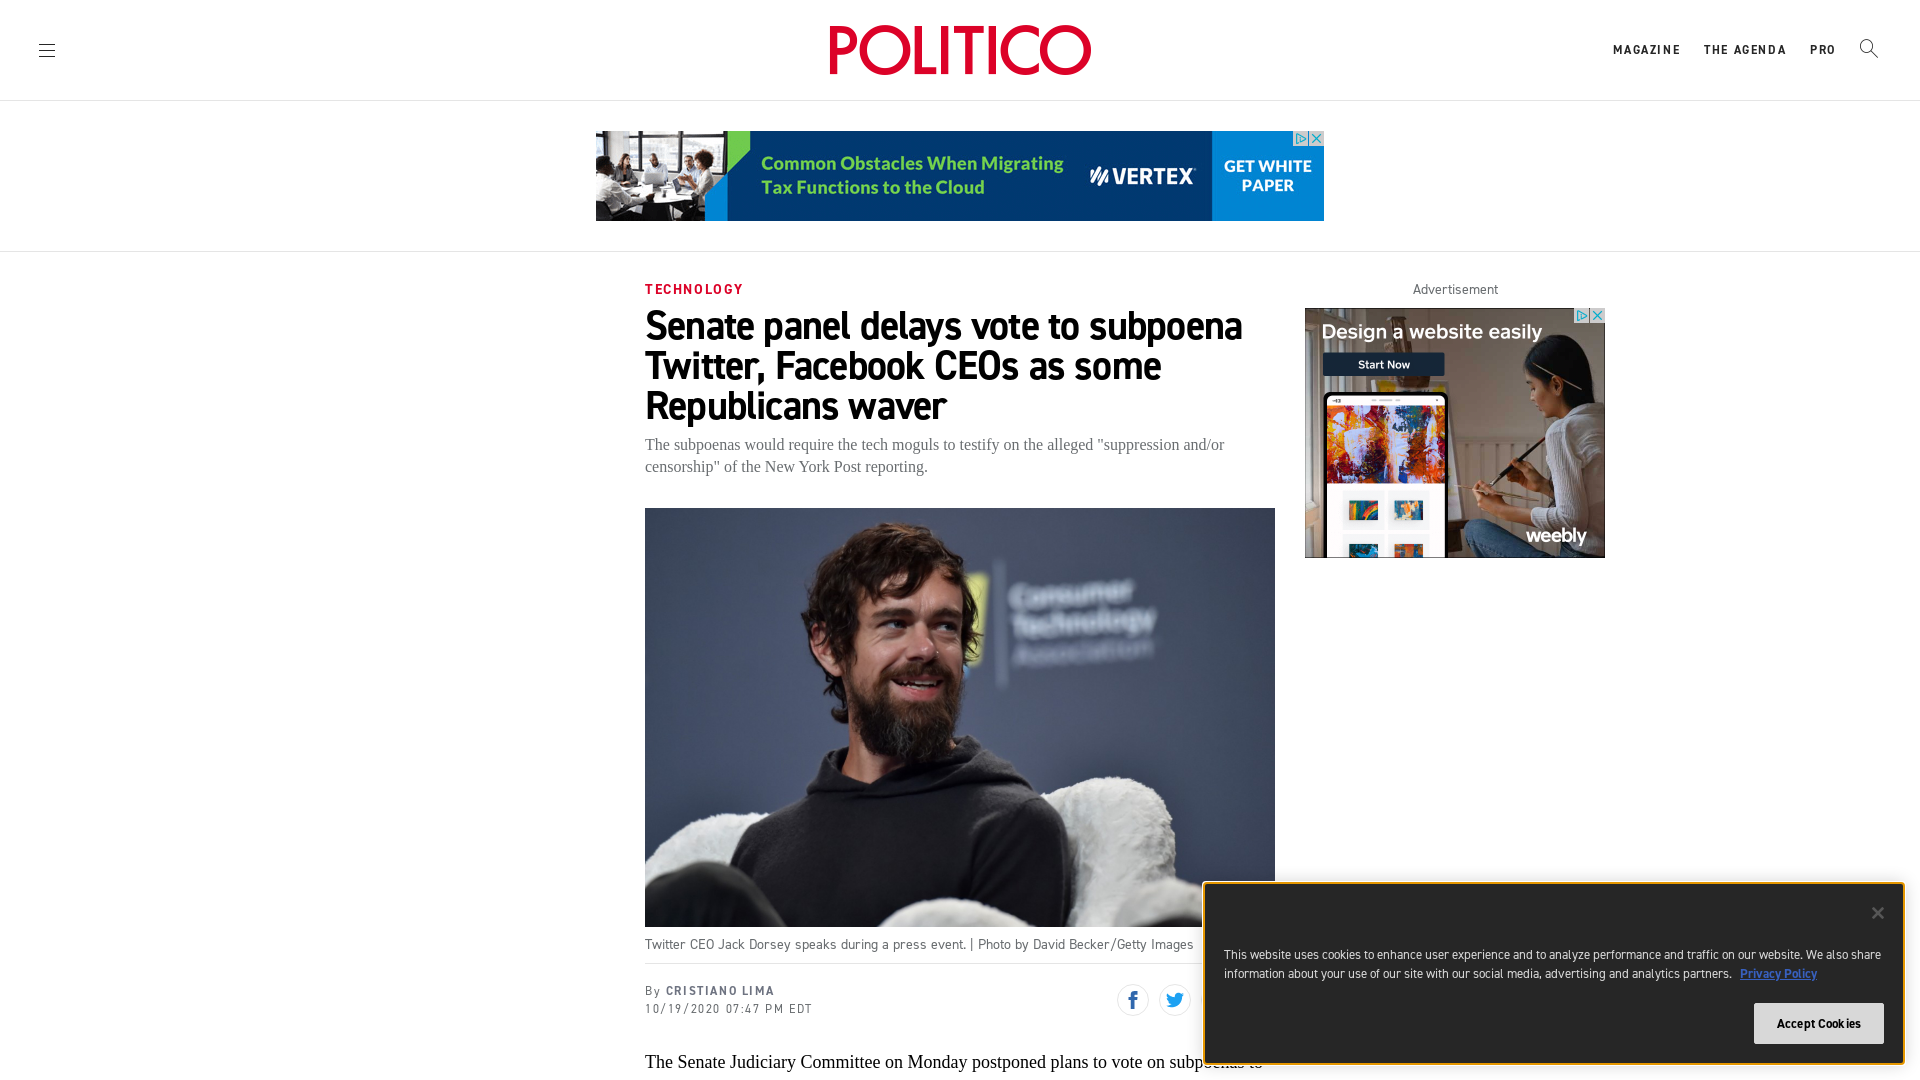 POLITICO
MAGAZINE
THE AGENDA
PRO
Common Obstacles When Migrating
Tax Functions to the Cloud
VERTEX
GET WHITE
PAPER
TECHNOLOGY
Senate panel delays vote to subpoena
Twitter, Facebook CEOs as some
Republicans waver
The subpoenas would require the tech moguls to testify on the alleged "suppression and/or
censorship" of the New York Post reporting.
Advertisement
Design a website easily
Start Now
weebly
Consumer
Technology
Association
Twitter CEO Jack Dorsey speaks during a press event. | Photo by David Becker/Getty Images
By CRISTIANO LIMA
10/19/2020 07:47 PM EDT
The Senate Judiciary Committee on Monday postponed plans to vote on subpoenas to
This website uses cookies to enhance user experience and to analyze performance and traffic on our website. We also share
information about your use of our site with our social media, advertising and analytics partners. Privacy Policy
Accept Cookies